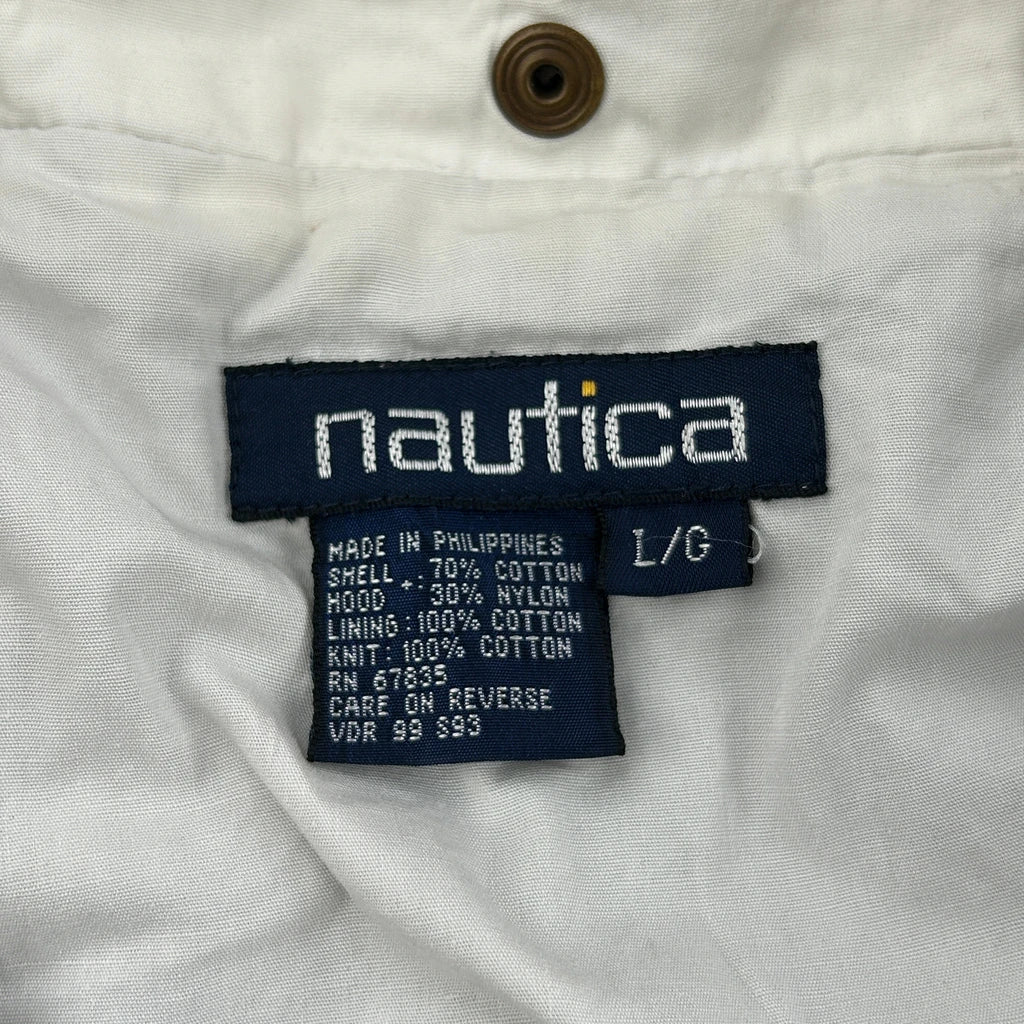 nautica
L/G
MADE IN PHILIPPINES
SHELL +: 70% COTTON
HOOD 30% NYLON
LINING: 100% COTTON
KNIT: 100% COTTON
RN 67835
CARE ON REVERSE
VDR 99 S93